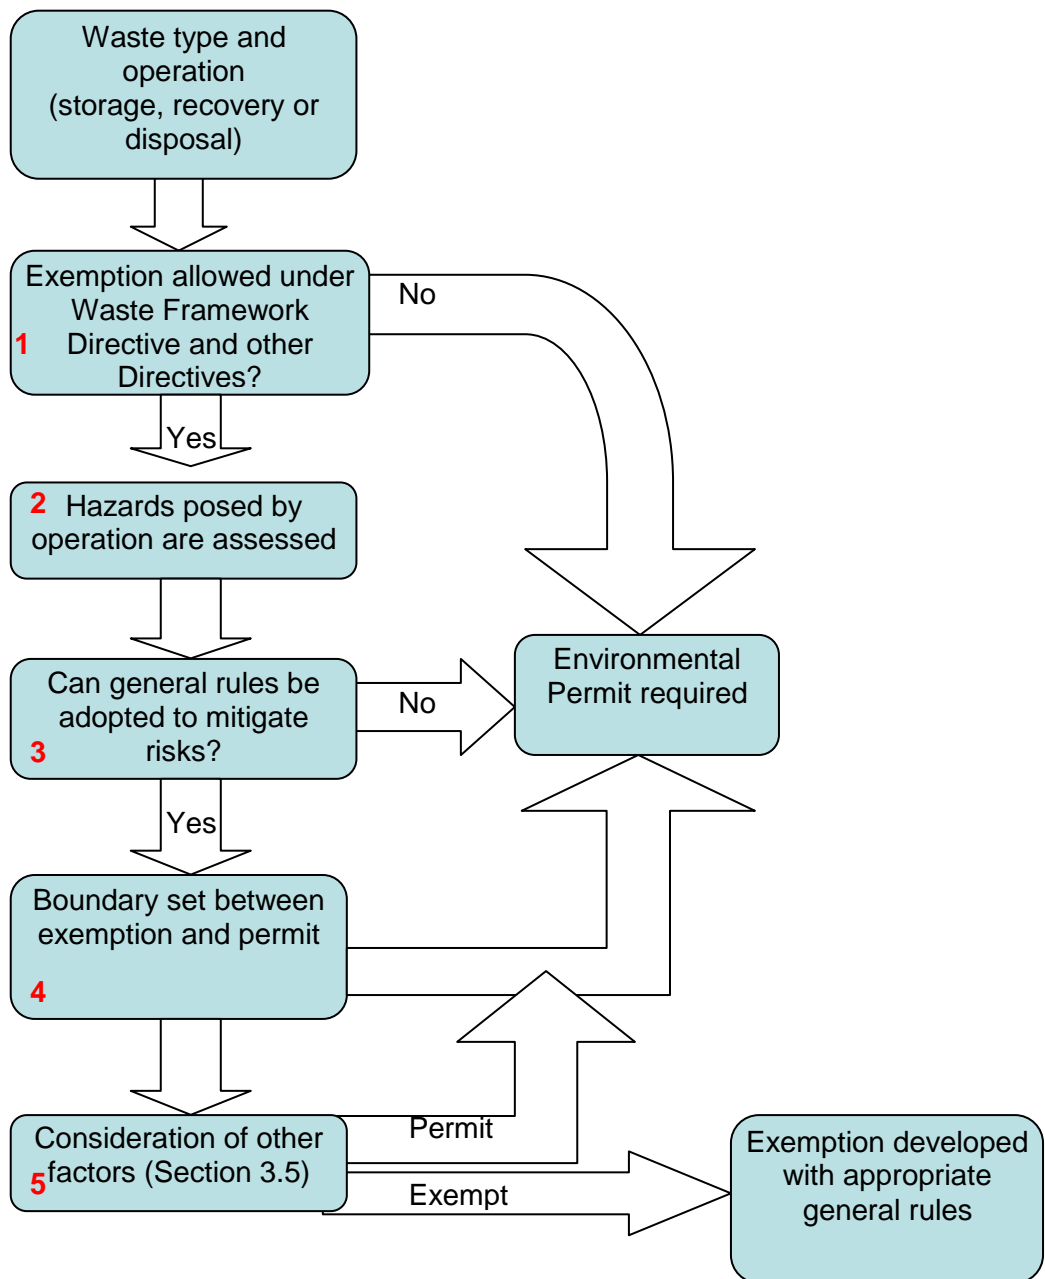 Waste type and
operation
(storage, recovery or
disposal)
Exemption allowed under
Waste Framework
1 Directive and other
Directives?
No
Yes
2 Hazards posed by
operation are assessed
Can general rules be
adopted to mitigate
3 risks?
No
Environmental
Permit required
Yes
Boundary set between
exemption and permit
4
Consideration of other
5 factors (Section 3.5)
Permit
Exempt
Exemption developed
with appropriate
general rules